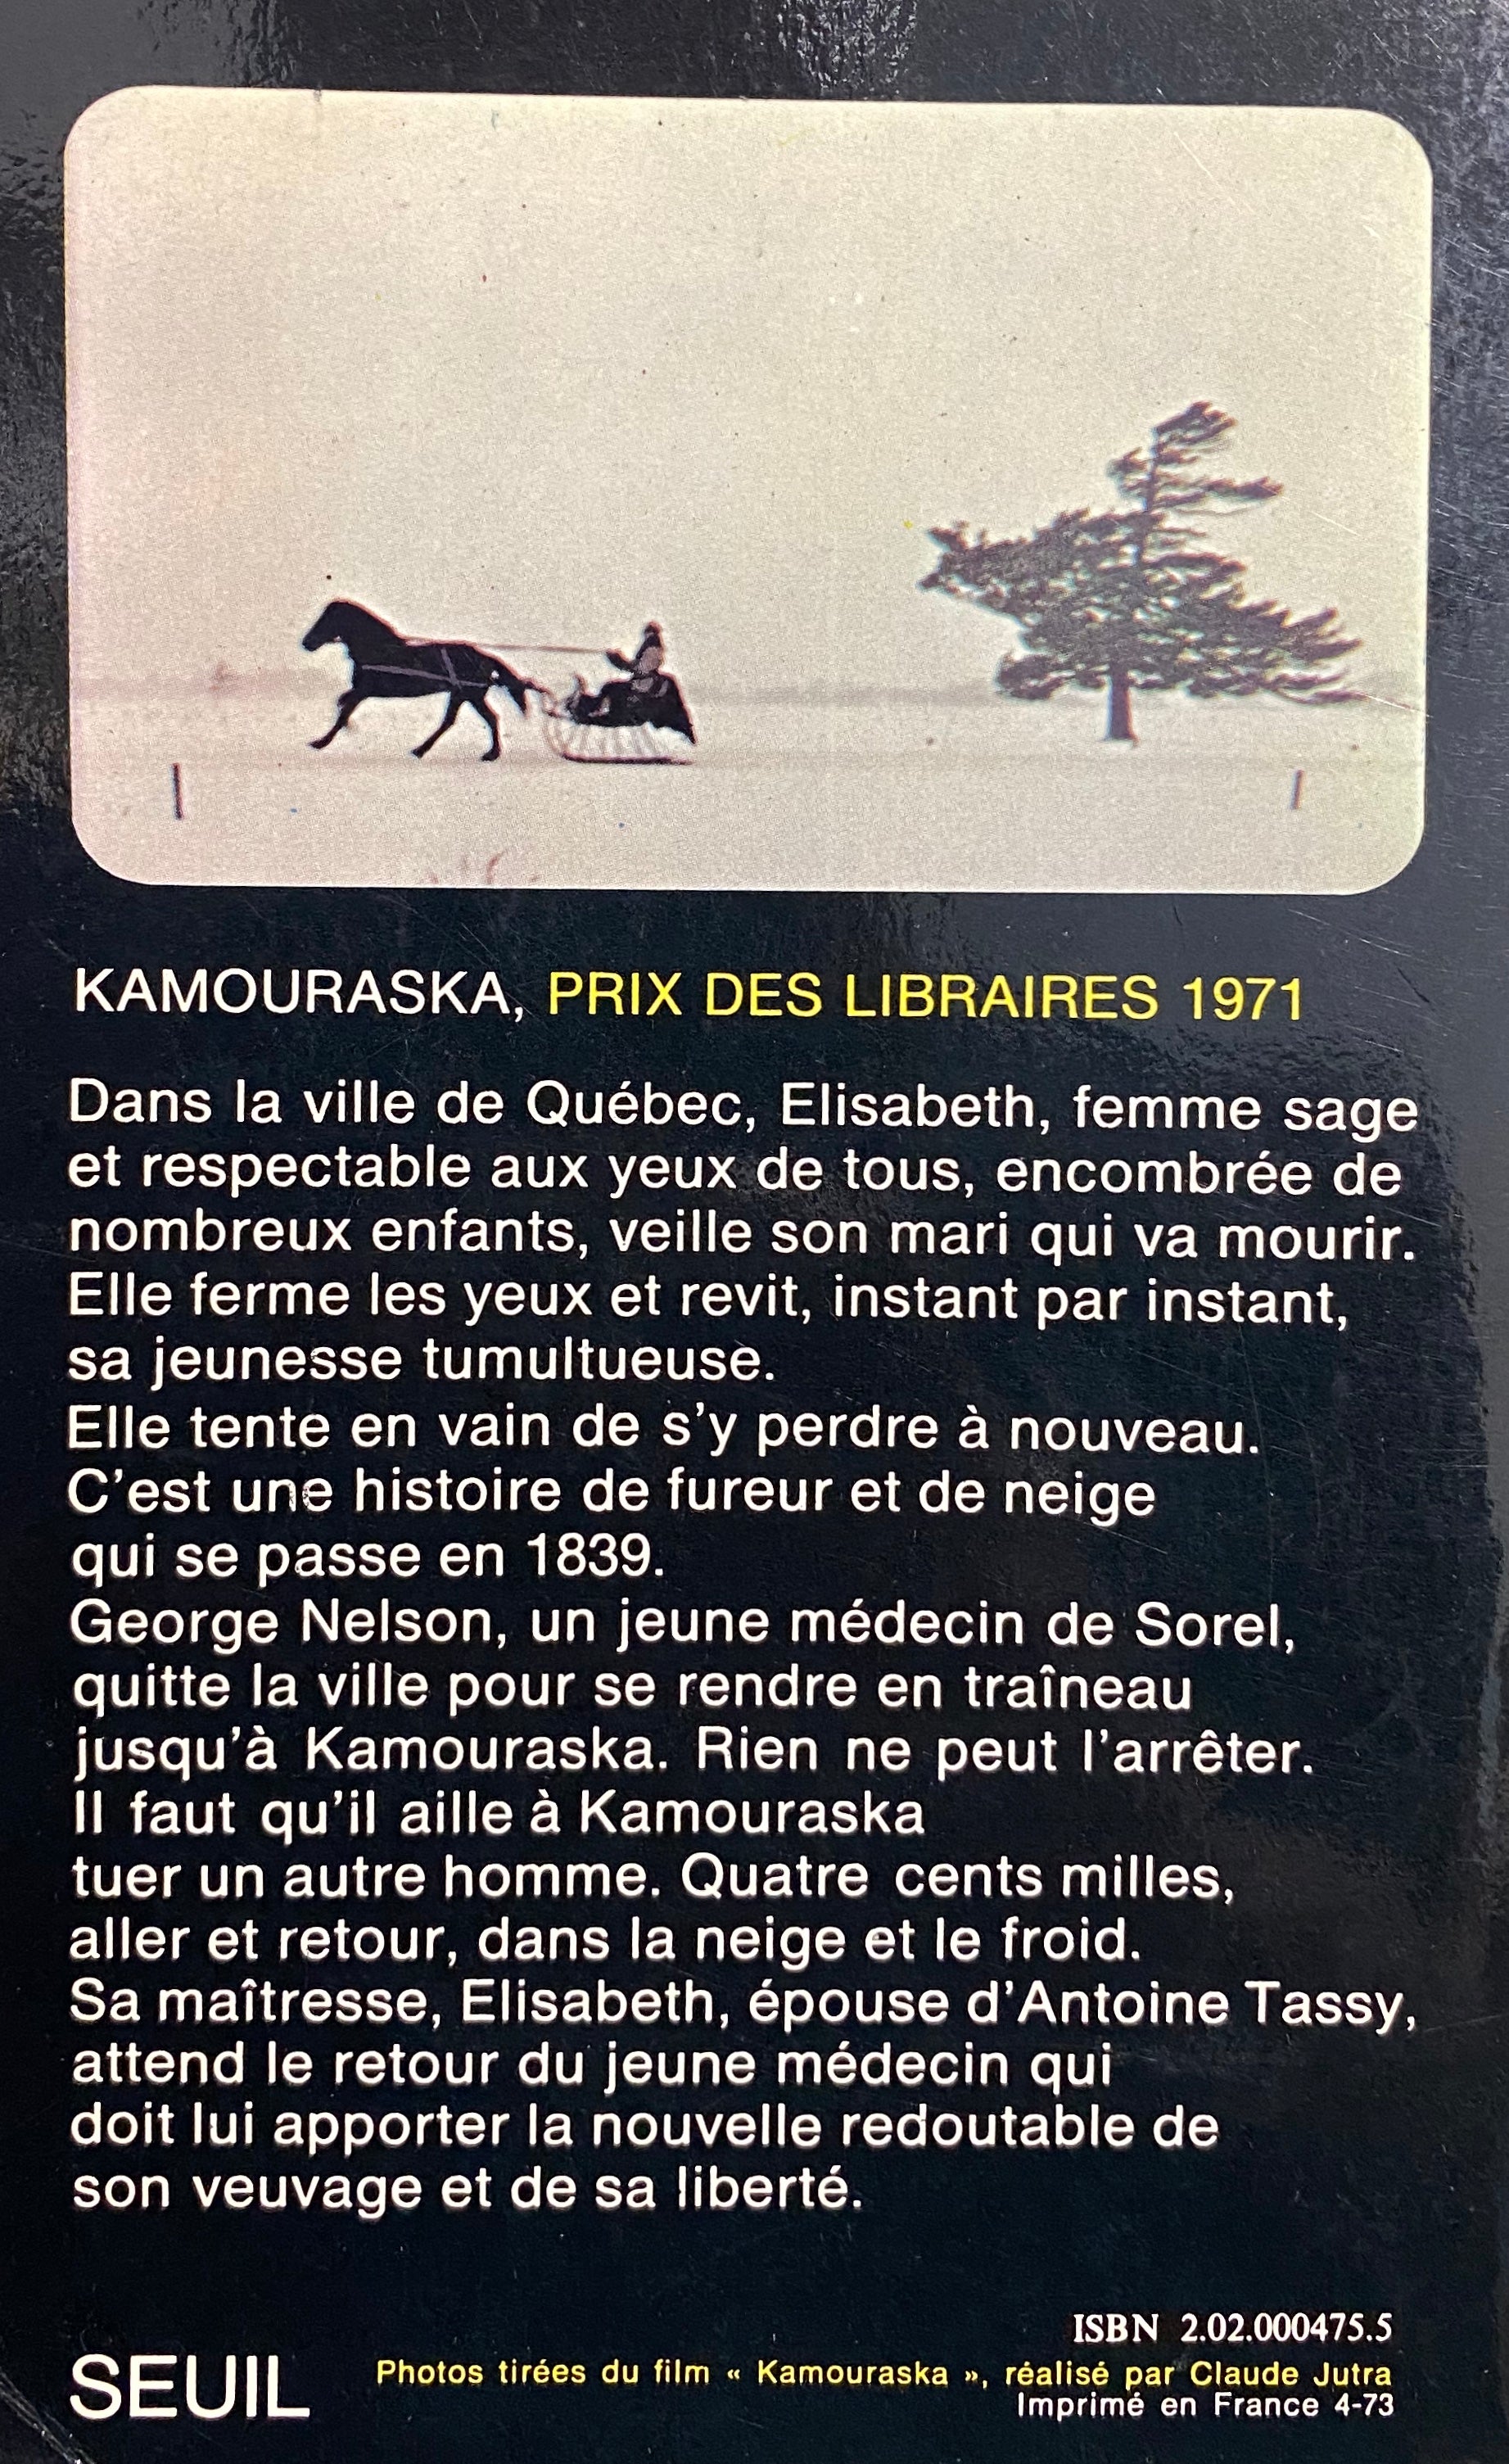 KAMOURASKA, PRIX DES LIBRAIRES 1971
Dans la ville de Québec, Elisabeth, femme sage
et respectable aux yeux de tous, encombrée de
nombreux enfants, veille son mari qui va mourir.
Elle ferme les yeux et revit, instant par instant,
sa jeunesse tumultueuse.
Elle tente en vain de s'y perdre à nouveau.
C'est une histoire de fureur et de neige
qui se passe en 1839.
George Nelson, un jeune médecin de Sorel,
quitte la ville pour se rendre en traîneau
jusqu'à Kamouraska. Rien ne peut l'arrêter.
Il faut qu'il aille à Kamouraska
tuer un autre homme. Quatre cents milles,
aller et retour, dans la neige et le froid.
Sa maîtresse, Elisabeth, épouse d'Antoine Tassy,
attend le retour du jeune médecin qui
doit lui apporter la nouvelle redoutable de
son veuvage et de sa liberté.
ISBN 2.02.000475.5
SEUIL
Photos tirées du film « Kamouraska », réalisé par Claude Jutra
Imprimé en France 4-73